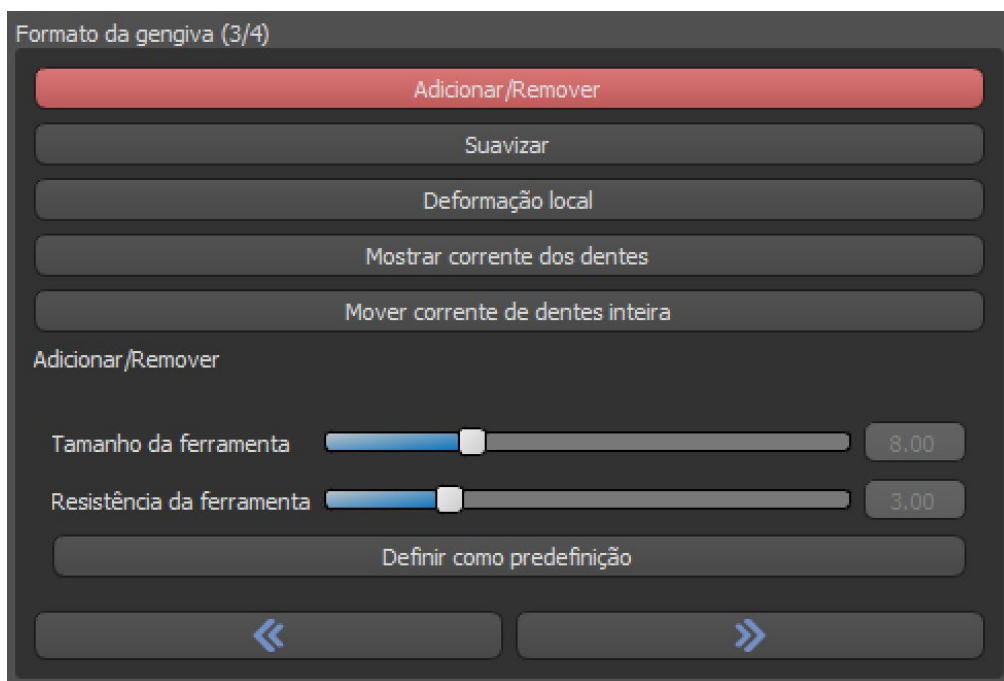 Formato da gengiva (3/4)
Adicionar/Remover
Suavizar
Deformação local
Mostrar corrente dos dentes
Mover corrente de dentes inteira
Adicionar/Remover
Tamanho da ferramenta 8.00
Resistência da ferramenta 3.00
Definir como predefinição